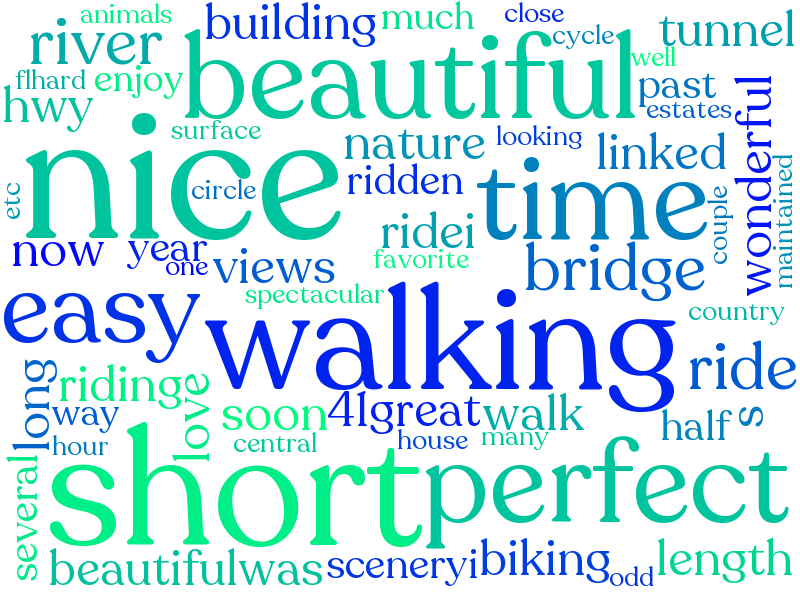 animals
building
much
close
cycle
tunnel
river
beautiful
well
flhard
enjoy
past
hwy
estates
surface
nature
looking
linked
wonderful
nice
circle
ridden
time
maintained
etc
ridei
couple
now
year
one
views
favorite
bridge
spectacular
easy
walking
country
ride
long
ridinge
love
way
soon
4lgreat
walk
half
s
hour
central
house
many
short
perfect
several
beautifulwas
sceneryi
biking
odd
length